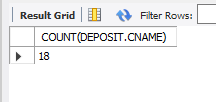 Result Grid Filter Rows:
COUNT(DEPOSIT.CNAME)
18